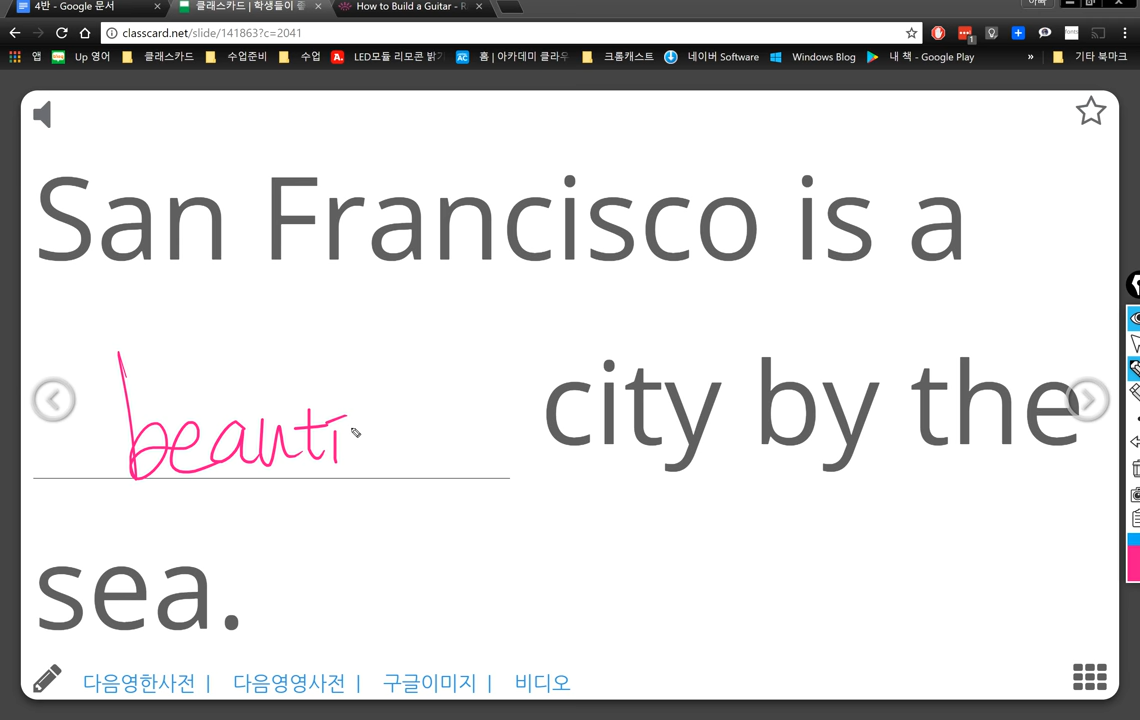 4반 - Google 문서
클래스카드 | 학생들이 즐
How to Build a Guitar - R
아빠
classcard.net/slide/141863?c=2041
앱 Up 영어 클래스카드 수업준비 수업 LED모듈 리모콘 밝기 홈 | 아카데미 클라우 크롬캐스트 네이버 Software Windows Blog 내 책 - Google Play » 기타 북마크
San Francisco is a
beauti city by the
sea.
다음영한사전 | 다음영영사전 | 구글이미지 | 비디오